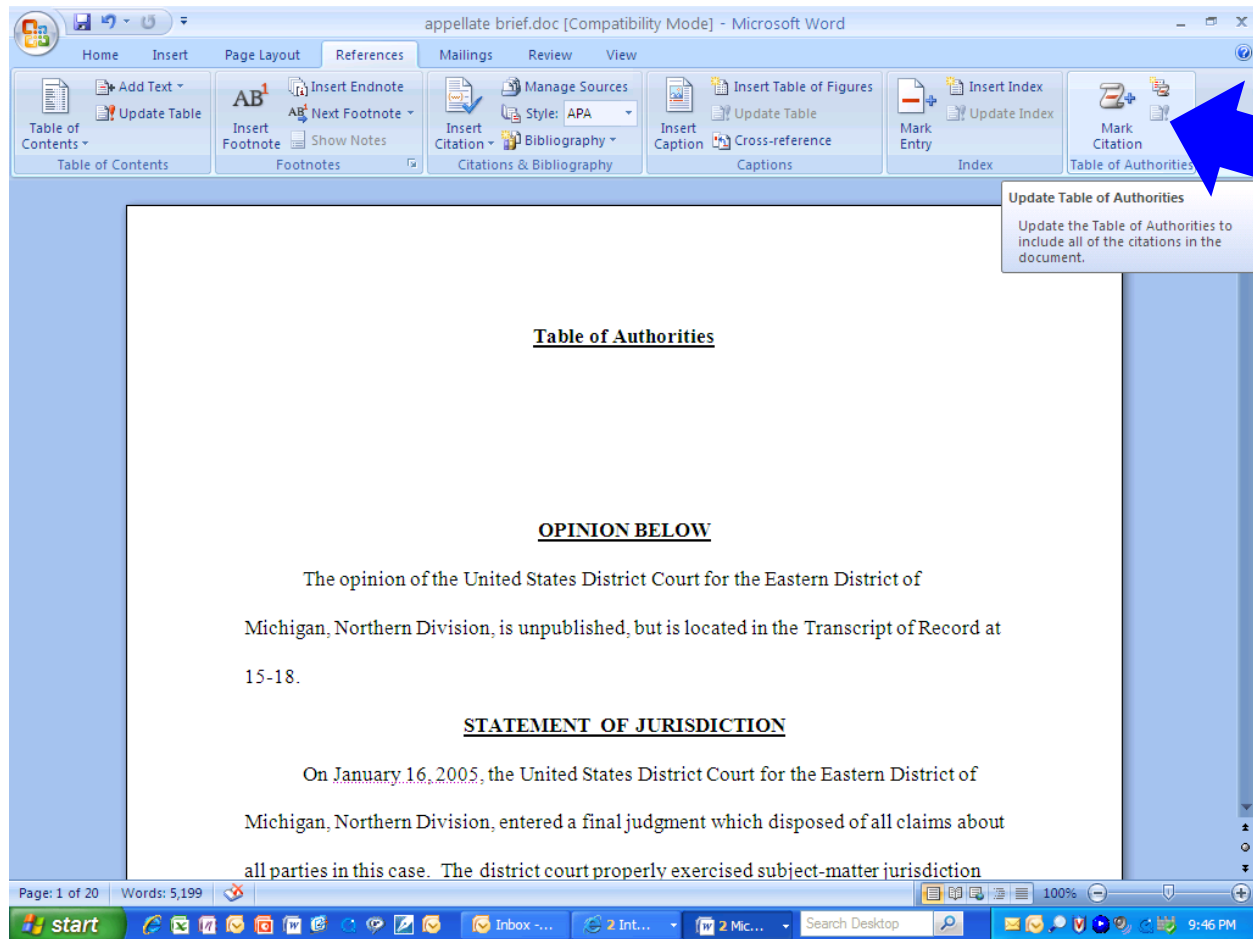 appellate brief.doc [Compatibility Mode] - Microsoft Word
Home Insert Page Layout References Mailings Review View
Table of Contents
Add Text
Update Table
Table of Contents
AB1
Insert Footnote
Insert Endnote
AB1 Next Footnote
Show Notes
Footnotes
Insert Citation
Manage Sources
Style: APA
Bibliography
Citations & Bibliography
Insert Caption
Insert Table of Figures
Update Table
Cross-reference
Captions
Mark Entry
Insert Index
Update Index
Index
Mark Citation
Table of Authorities
Update Table of Authorities
Update the Table of Authorities to
include all of the citations in the
document.
Table of Authorities
OPINION BELOW
The opinion of the United States District Court for the Eastern District of
Michigan, Northern Division, is unpublished, but is located in the Transcript of Record at
15-18.
STATEMENT OF JURISDICTION
On January 16, 2005, the United States District Court for the Eastern District of
Michigan, Northern Division, entered a final judgment which disposed of all claims about
all parties in this case. The district court properly exercised subject-matter jurisdiction
Page: 1 of 20 Words: 5,199 100%
start Inbox -... 2 Int... 2 Mic... Search Desktop 9:46 PM